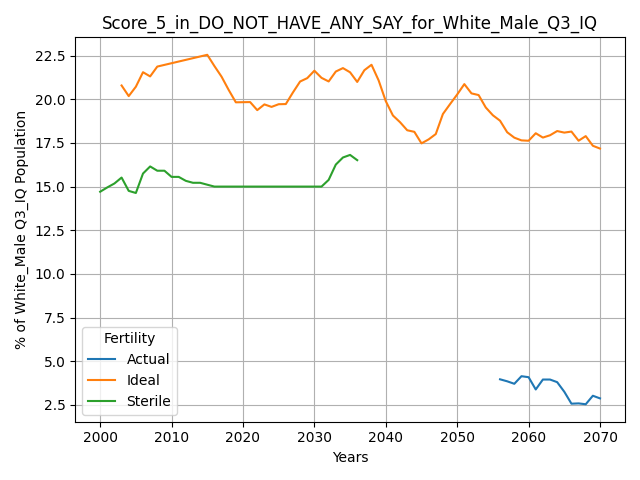 Score_5_in_DO_NOT_HAVE_ANY_SAY_for_White_Male_Q3_IQ
% of White_Male Q3_IQ Population
22.5
20.0
17.5
15.0
12.5
10.0
7.5
5.0
2.5
Fertility
Actual
Ideal
Sterile
2000 2010 2020 2030 2040 2050 2060 2070
Years